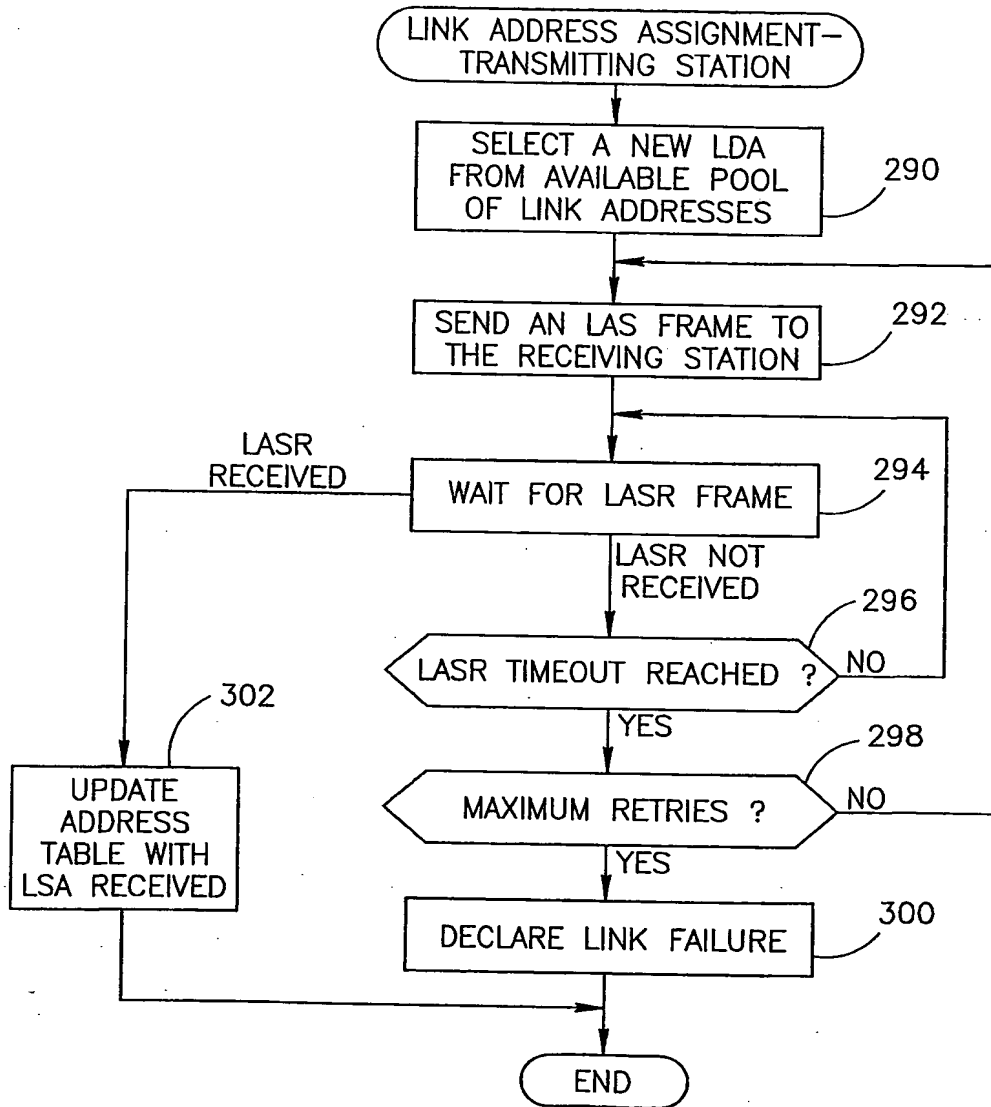 LINK ADDRESS ASSIGNMENT-
TRANSMITTING STATION
SELECT A NEW LDA
FROM AVAILABLE POOL
OF LINK ADDRESSES
290
SEND AN LAS FRAME TO
THE RECEIVING STATION
292
LASR
RECEIVED
WAIT FOR LASR FRAME
294
LASR NOT
RECEIVED
296
LASR TIMEOUT REACHED ?
NO
YES
302
298
UPDATE
ADDRESS
TABLE WITH
LSA RECEIVED
MAXIMUM RETRIES ?
NO
YES
300
DECLARE LINK FAILURE
END